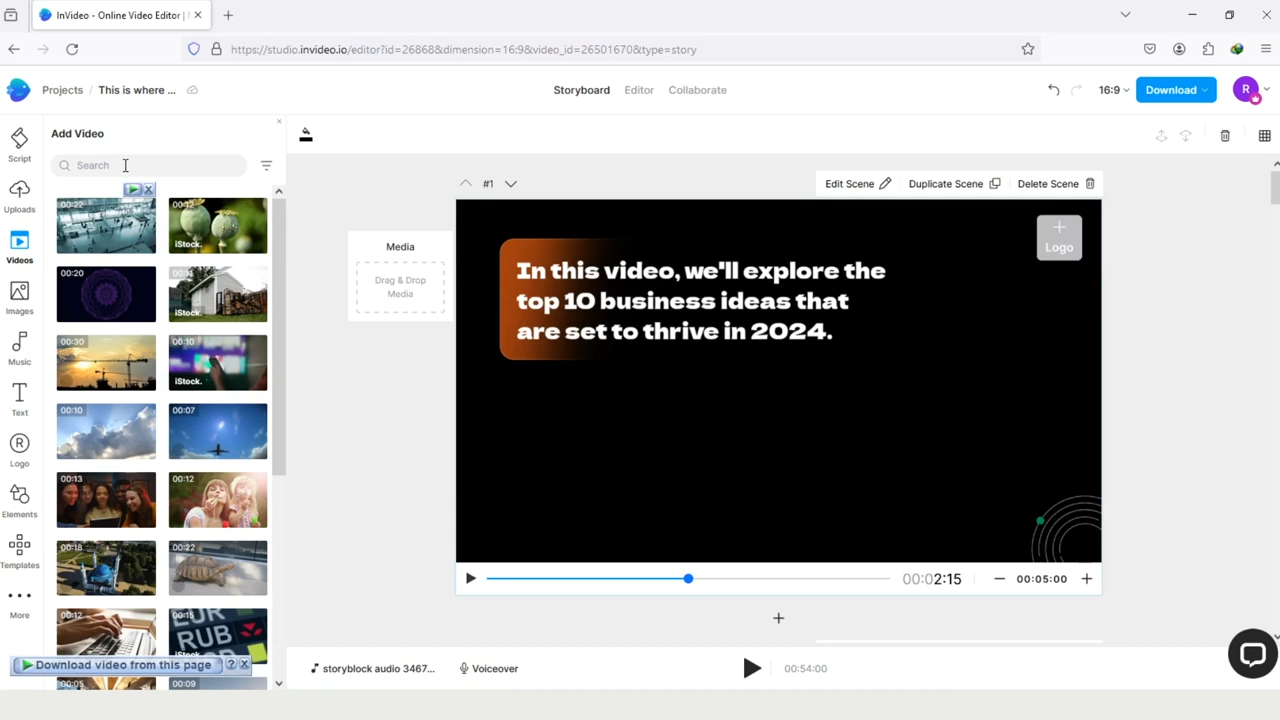 InVideo - Online Video Editor |
https://studio.invideo.io/editor?id=26868&dimension=16:9&video_id=26501670&type=story
Projects / This is where ...
Storyboard
Editor
Collaborate
16:9
Download
R
Script
Uploads
Videos
Images
Music
Text
Logo
Elements
Templates
More
Add Video
Search
00:22
00:12
iStock.
00:20
iStock.
00:30
00:10
iStock.
00:10
00:07
00:13
00:12
00:18
00:22
00:12
00:15
EUR
RUB
00:05
00:09
Download video from this page
?
#1
Edit Scene
Duplicate Scene
Delete Scene
Media
Drag & Drop
Media
In this video, we'll explore the
top 10 business ideas that
are set to thrive in 2024.
+
Logo
00:02:15
00:05:00
storyblock audio 3467...
Voiceover
00:54:00